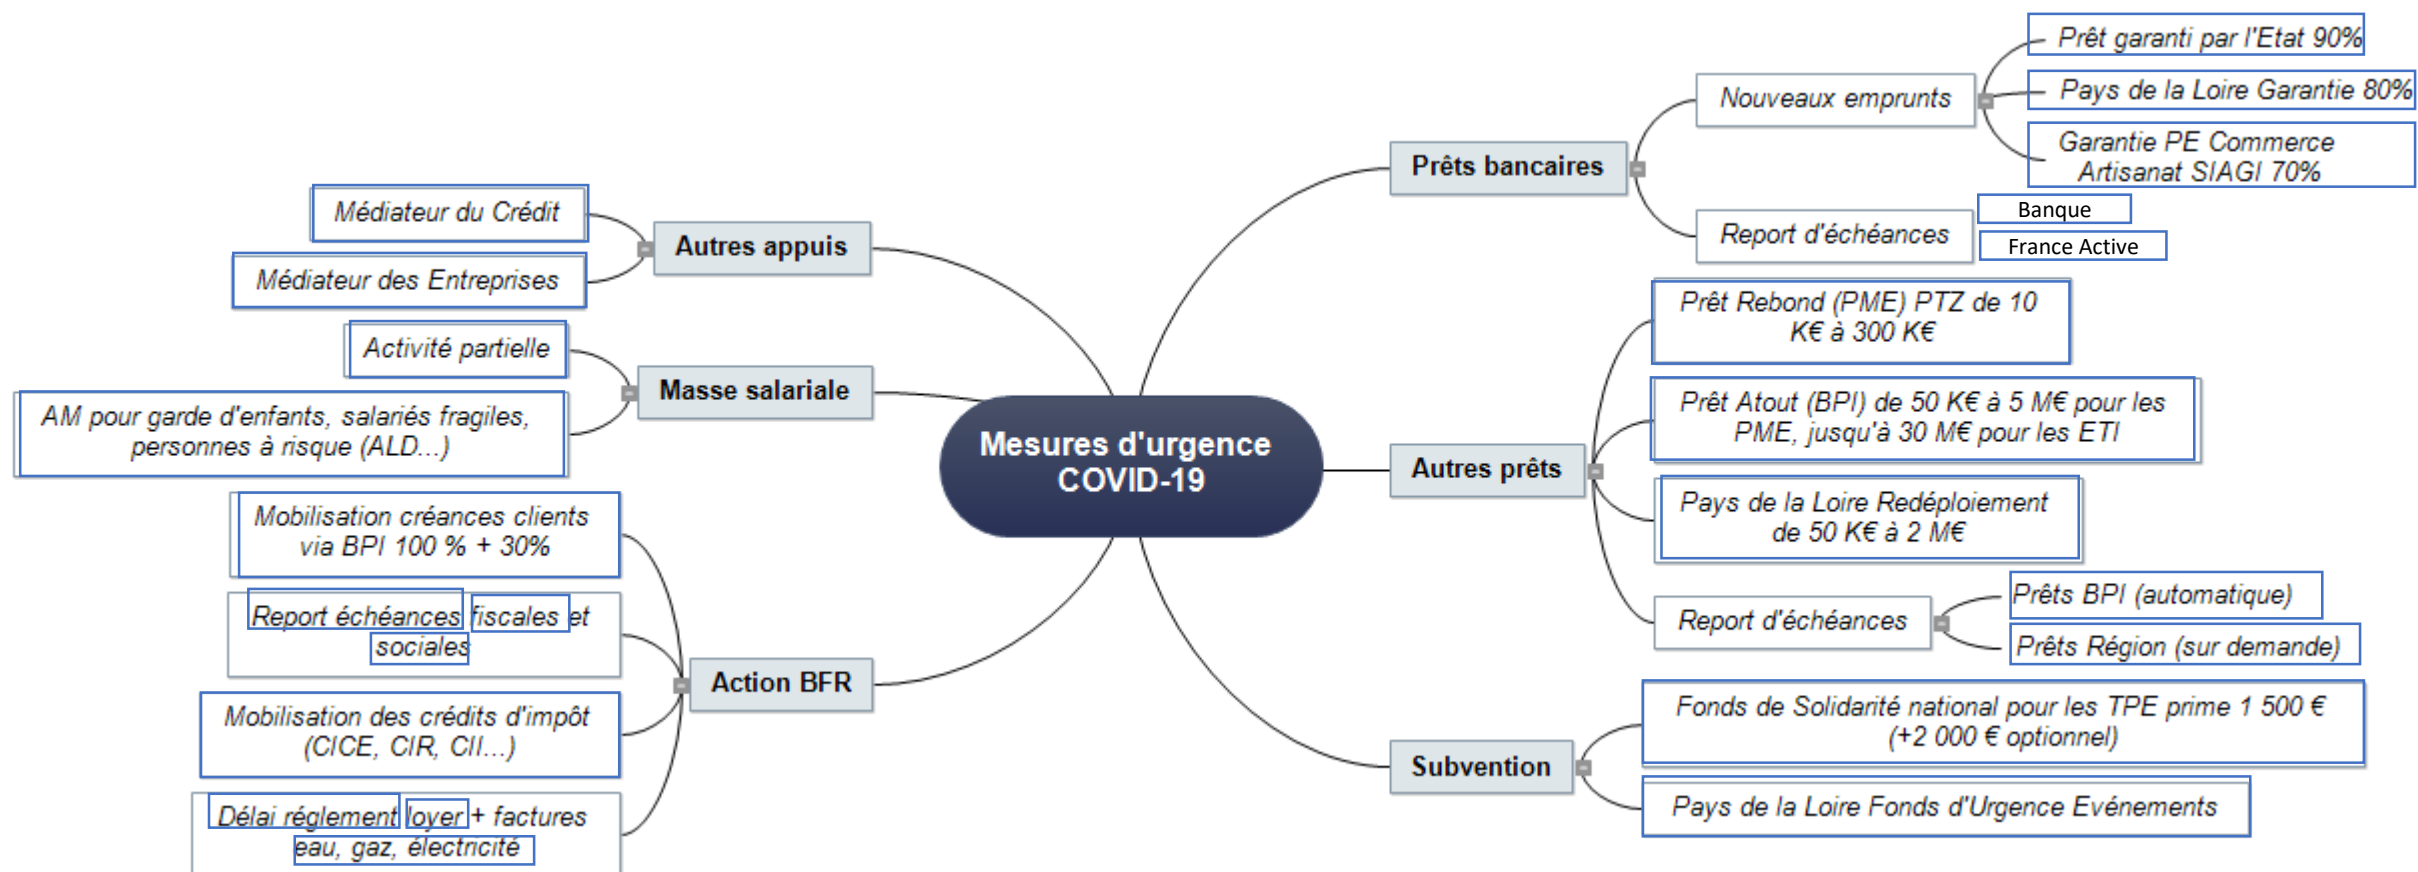 Mesures d'urgence
COVID-19
Prêts bancaires
Nouveaux emprunts
Prêt garanti par l'Etat 90%
Pays de la Loire Garantie 80%
Garantie PE Commerce
Artisanat SIAGI 70%
Report d'échéances
Banque
France Active
Autres prêts
Prêt Rebond (PME) PTZ de 10
K€ à 300 K€
Prêt Atout (BPI) de 50 K€ à 5 M€ pour les
PME, jusqu'à 30 M€ pour les ETI
Pays de la Loire Redéploiement
de 50 K€ à 2 M€
Report d'échéances
Prêts BPI (automatique)
Prêts Région (sur demande)
Subvention
Fonds de Solidarité national pour les TPE prime 1 500 €
(+2 000 € optionnel)
Pays de la Loire Fonds d'Urgence Evénements
Autres appuis
Médiateur du Crédit
Médiateur des Entreprises
Masse salariale
Activité partielle
AM pour garde d'enfants, salariés fragiles,
personnes à risque (ALD...)
Action BFR
Mobilisation créances clients
via BPI 100 % + 30%
Report échéances fiscales et
sociales
Mobilisation des crédits d'impôt
(CICE, CIR, CII...)
Délai réglement loyer + factures
eau, gaz, électricité